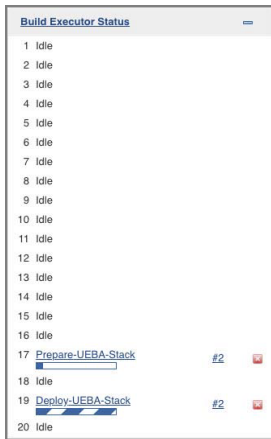 Build Executor Status
1 Idle
2 Idle
3 Idle
4 Idle
5 Idle
6 Idle
7 Idle
8 Idle
9 Idle
10 Idle
11 Idle
12 Idle
13 Idle
14 Idle
15 Idle
16 Idle
17 Prepare-UEBA-Stack #2
18 Idle
19 Deploy-UEBA-Stack #2
20 Idle